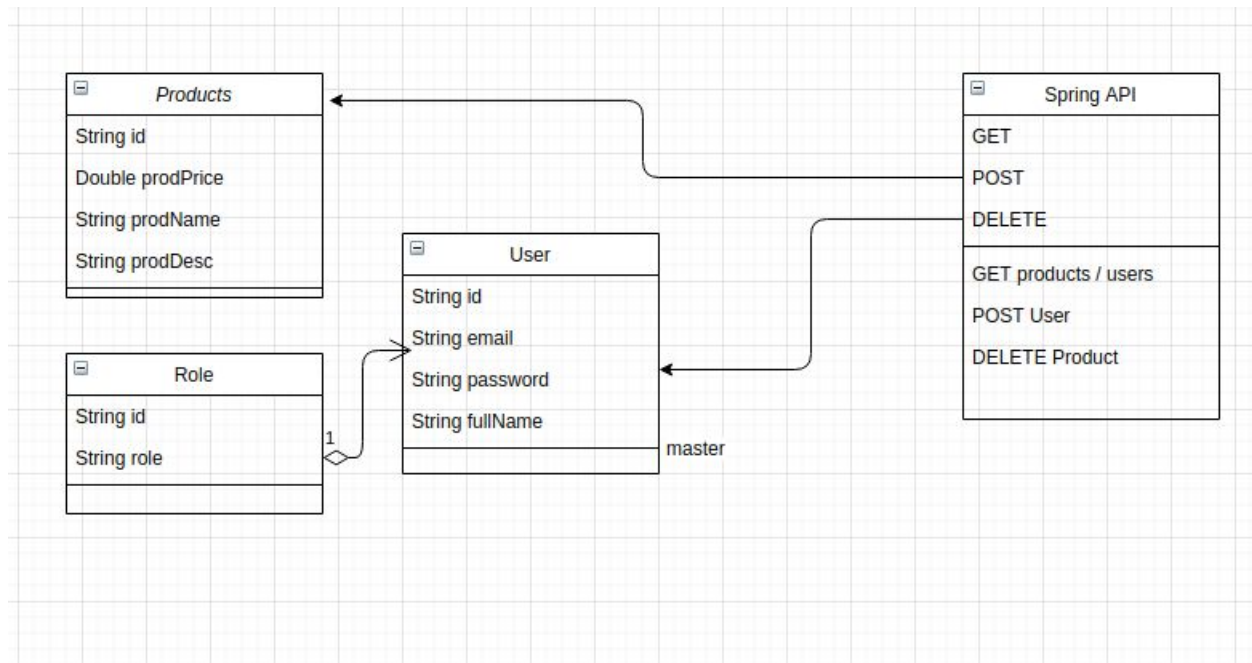 Products
String id
Double prodPrice
String prodName
String prodDesc
Role
String id
String role
1
User
String id
String email
String password
String fullName
master
Spring API
GET
POST
DELETE
GET products / users
POST User
DELETE Product